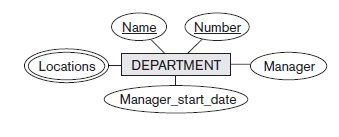 Name
Number
Locations
DEPARTMENT
Manager
Manager_start_date